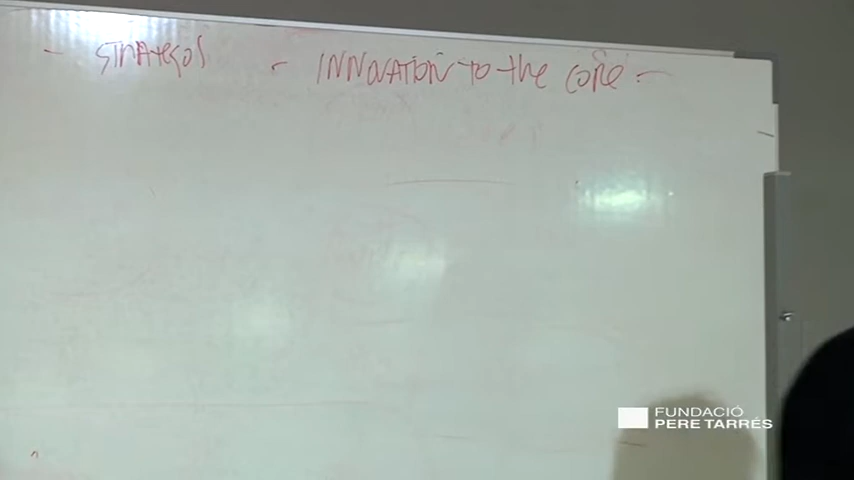 - STRATEGOS - INNOVATION to the CORE -
FUNDACIÓ
PERE TARRÉS